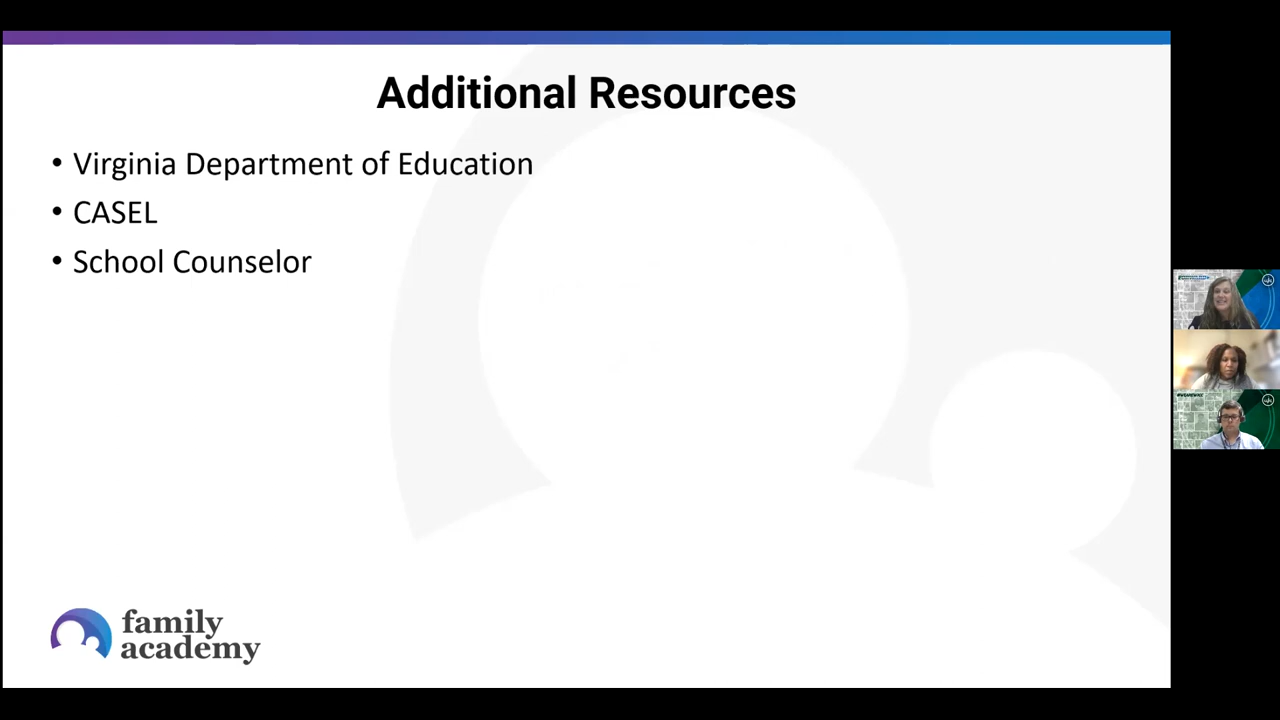 Additional Resources
• Virginia Department of Education
• CASEL
• School Counselor
family
academy